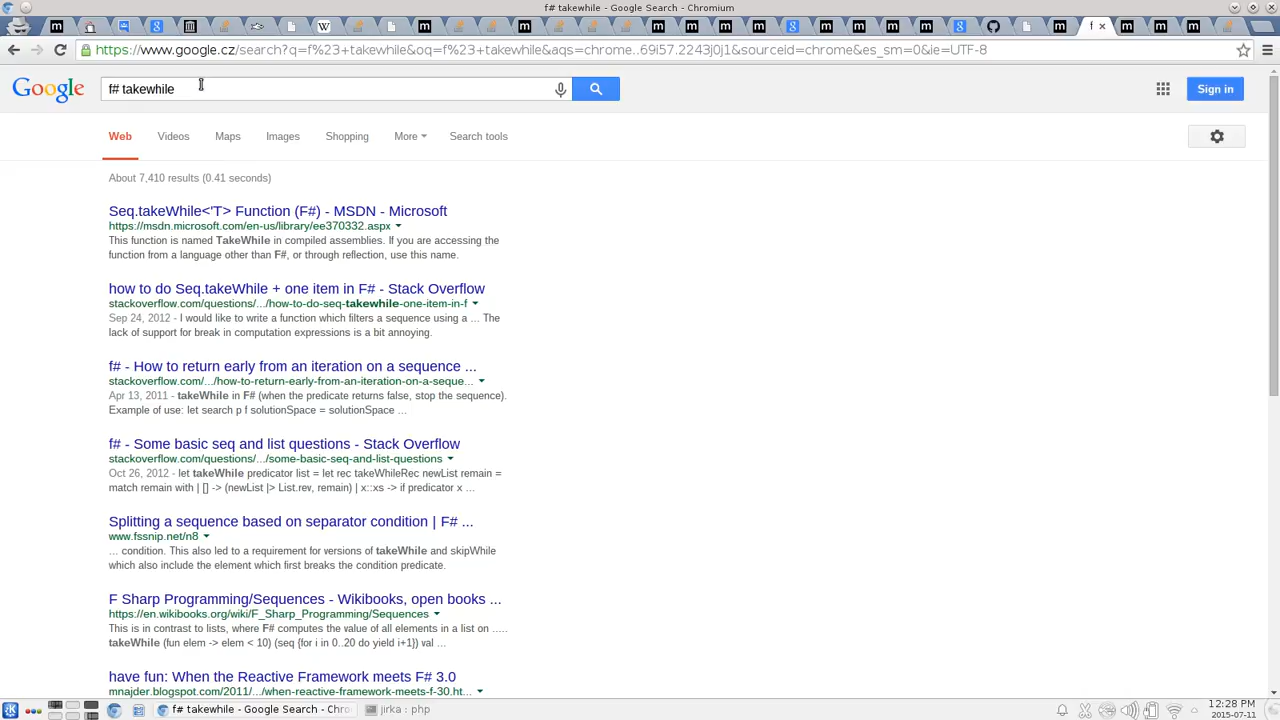 f# takewhile - Google Search - Chromium
f# takewhile - Google Search - Chromium
https://www.google.cz/search?q=f%23+takewhile&oq=f%23+takewhile&aqs=chrome..69i57.2243j0j1&sourceid=chrome&es_sm=0&ie=UTF-8
Google
f# takewhile
Sign in
Web Videos Maps Images Shopping More Search tools
About 7,410 results (0.41 seconds)
Seq.takeWhile<'T> Function (F#) - MSDN - Microsoft
https://msdn.microsoft.com/en-us/library/ee370332.aspx
This function is named TakeWhile in compiled assemblies. If you are accessing the
function from a language other than F#, or through reflection, use this name.
how to do Seq.takeWhile + one item in F# - Stack Overflow
stackoverflow.com/questions/.../how-to-do-seq-takewhile-one-item-in-f
Sep 24, 2012 - I would like to write a function which filters a sequence using a ... The
lack of support for break in computation expressions is a bit annoying.
f# - How to return early from an iteration on a sequence ...
stackoverflow.com/.../how-to-return-early-from-an-iteration-on-a-seque...
Apr 13, 2011 - takeWhile in F# (when the predicate returns false, stop the sequence).
Example of use: let search p f solutionSpace = solutionSpace ...
f# - Some basic seq and list questions - Stack Overflow
stackoverflow.com/questions/.../some-basic-seq-and-list-questions
Oct 26, 2012 - let takeWhile predicator list = let rec takeWhileRec newList remain =
match remain with | [] -> (newList |> List.rev, remain) | x::xs -> if predicator x ...
Splitting a sequence based on separator condition | F# ...
www.fssnip.net/n8
... condition. This also led to a requirement for versions of takeWhile and skipWhile
which also include the element which first breaks the condition predicate.
F Sharp Programming/Sequences - Wikibooks, open books ...
https://en.wikibooks.org/wiki/F_Sharp_Programming/Sequences
This is in contrast to lists, where F# computes the value of all elements in a list on .....
takeWhile (fun elem -> elem < 10) (seq {for i in 0..20 do yield i+1}) val ...
have fun: When the Reactive Framework meets F# 3.0
mnajder.blogspot.com/2011/.../when-reactive-framework-meets-f-30.ht...
f# takewhile - Google Search - Chro
jirka : php
12:28 PM
2015-07-11